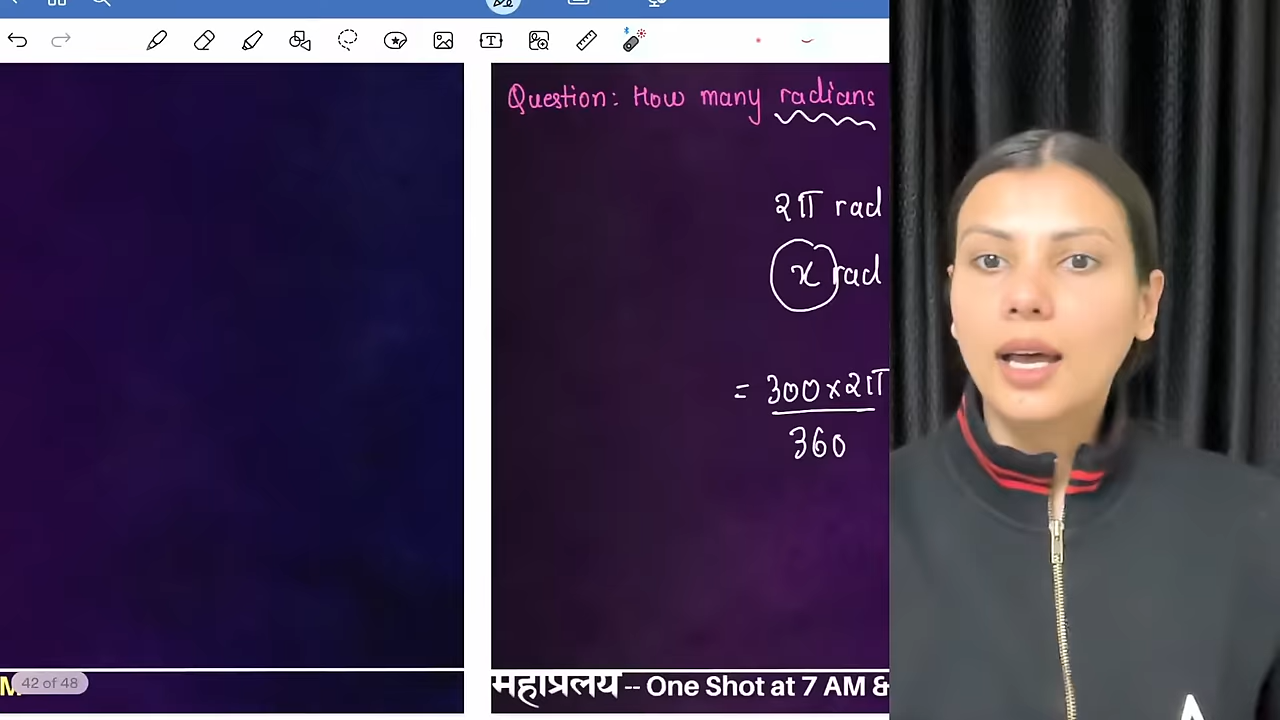 Question: How many radians
2π rad
x rad
= 300 × 2π
360
42 of 48
महाप्रलय -- One Shot at 7 AM &